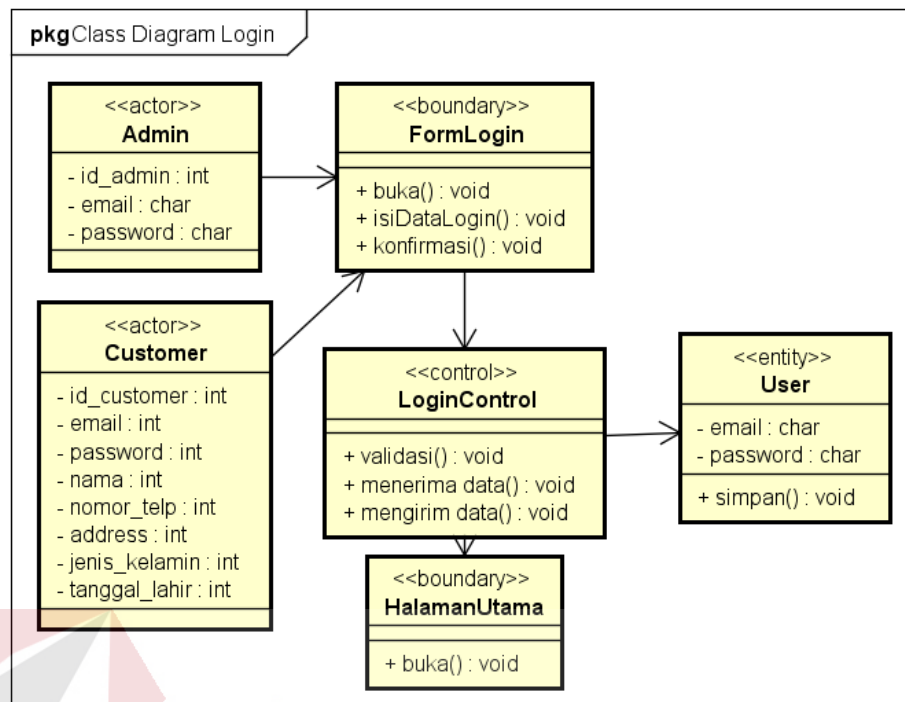 pkg Class Diagram Login
<<actor>>
Admin
- id_admin : int
- email : char
- password : char
<<boundary>>
FormLogin
+ buka() : void
+ isiDataLogin() : void
+ konfirmasi() : void
<<actor>>
Customer
- id_customer : int
- email : int
- password : int
- nama : int
- nomor_telp : int
- address : int
- jenis_kelamin : int
- tanggal_lahir : int
<<control>>
LoginControl
+ validasi() : void
+ menerima data() : void
+ mengirim data() : void
<<entity>>
User
- email : char
- password : char
+ simpan() : void
<<boundary>>
HalamanUtama
+ buka() : void